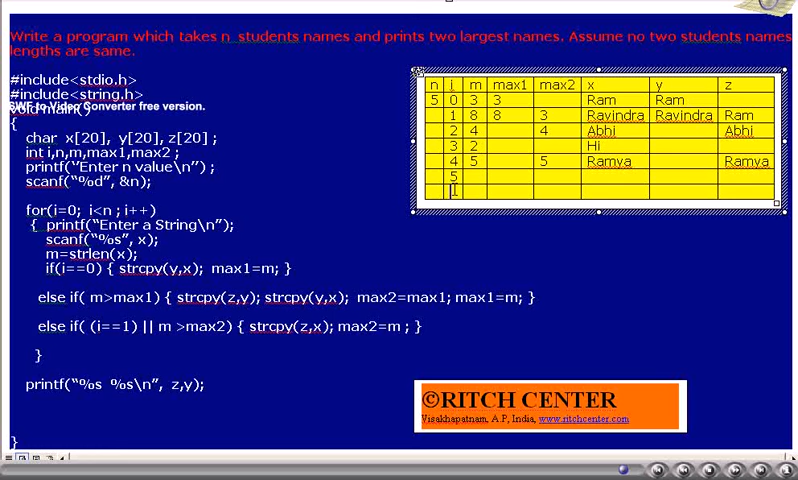 Write a program which takes n students names and prints two largest names. Assume no two students names
lengths are same.
#include<stdio.h>
#include<string.h>
SWF to Video Converter free version.
void main()
{
char x[20], y[20], z[20] ;
int i,n,m,max1,max2 ;
printf("Enter n value\n") ;
scanf("%d", &n);
for(i=0; i<n ; i++)
{ printf("Enter a String\n");
scanf("%s", x);
m=strlen(x);
if(i==0) { strcpy(y,x); max1=m; }
else if( m>max1) { strcpy(z,y); strcpy(y,x); max2=max1; max1=m; }
else if( (i==1) || m >max2) { strcpy(z,x); max2=m ; }
}
printf("%s %s\n", z,y);
}
n i m max1 max2 x y z
5 0 3 3 Ram Ram
1 8 8 3 Ravindra Ravindra Ram
2 4 4 Abhi Abhi
3 2 Hi
4 5 5 Ramya Ramya
5
©RITCH CENTER
Visakhapatnam, A.P, India, www.ritchcenter.com